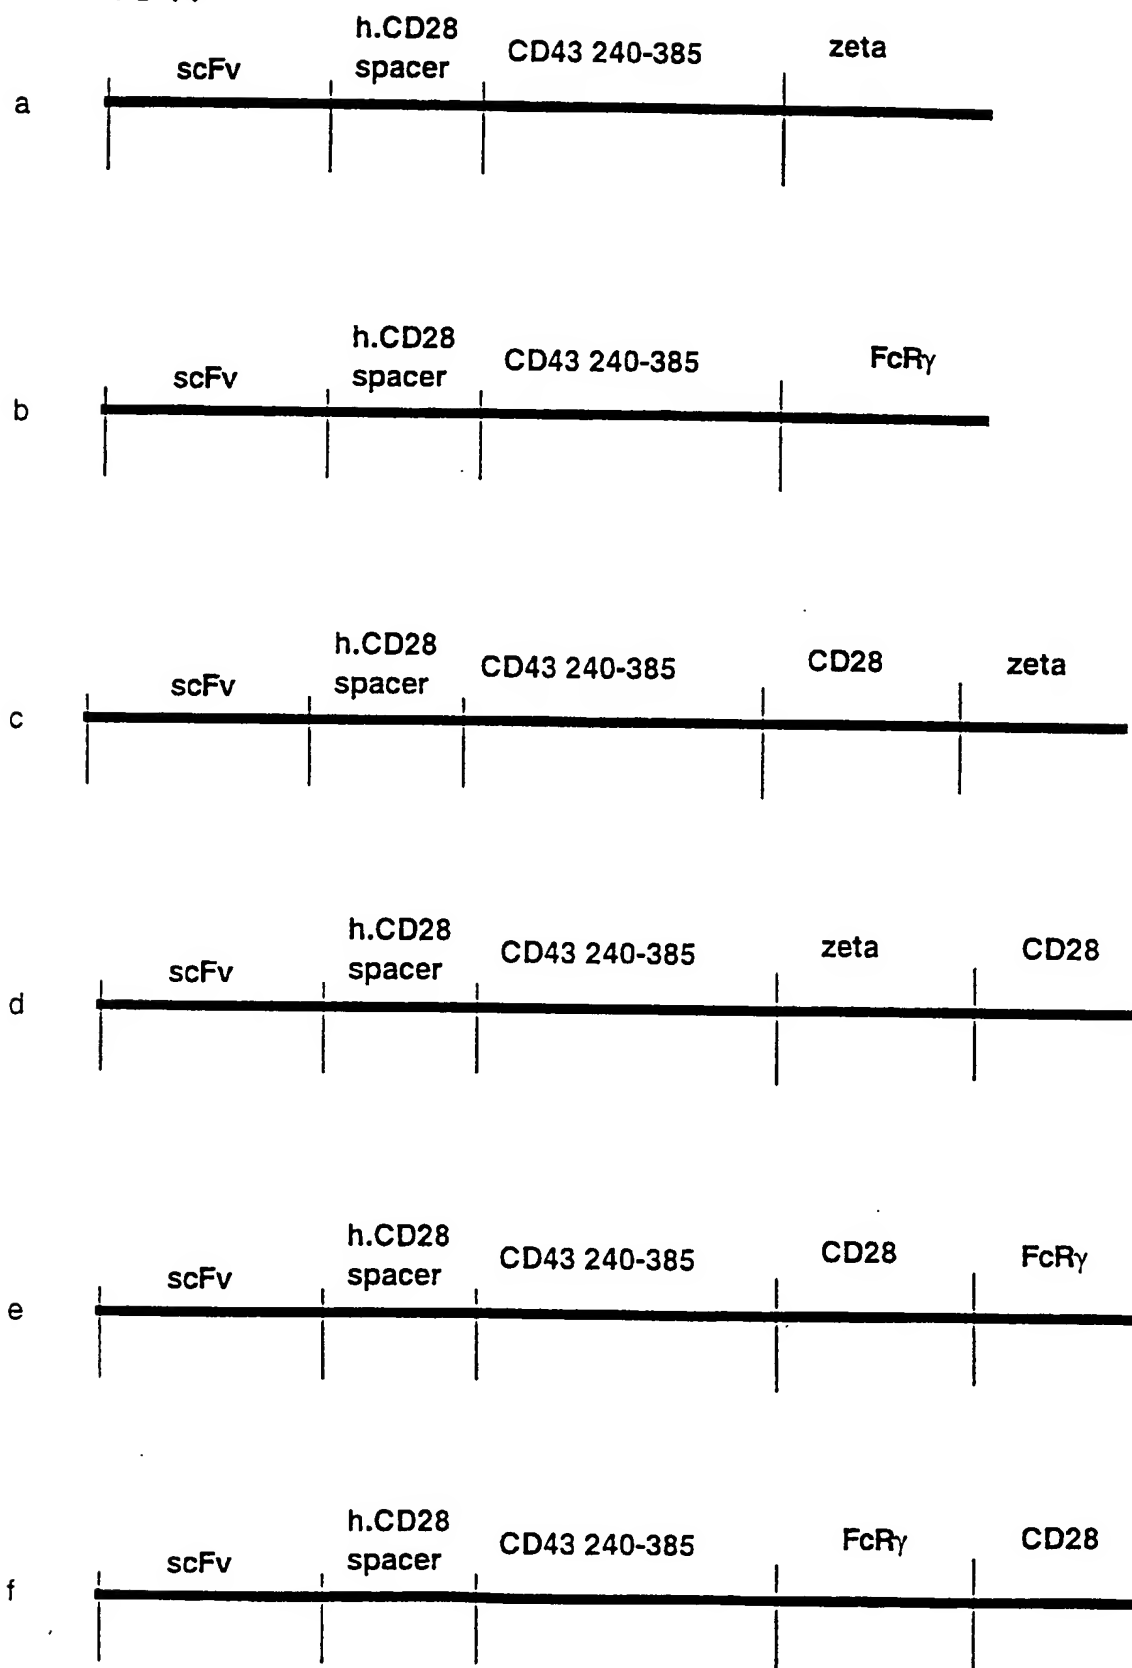 h.CD28
scFv spacer CD43 240-385 zeta
a
h.CD28
scFv spacer CD43 240-385 FcRγ
b
h.CD28
scFv spacer CD43 240-385 CD28 zeta
c
h.CD28
scFv spacer CD43 240-385 zeta CD28
d
h.CD28
scFv spacer CD43 240-385 CD28 FcRγ
e
h.CD28
scFv spacer CD43 240-385 FcRγ CD28
f